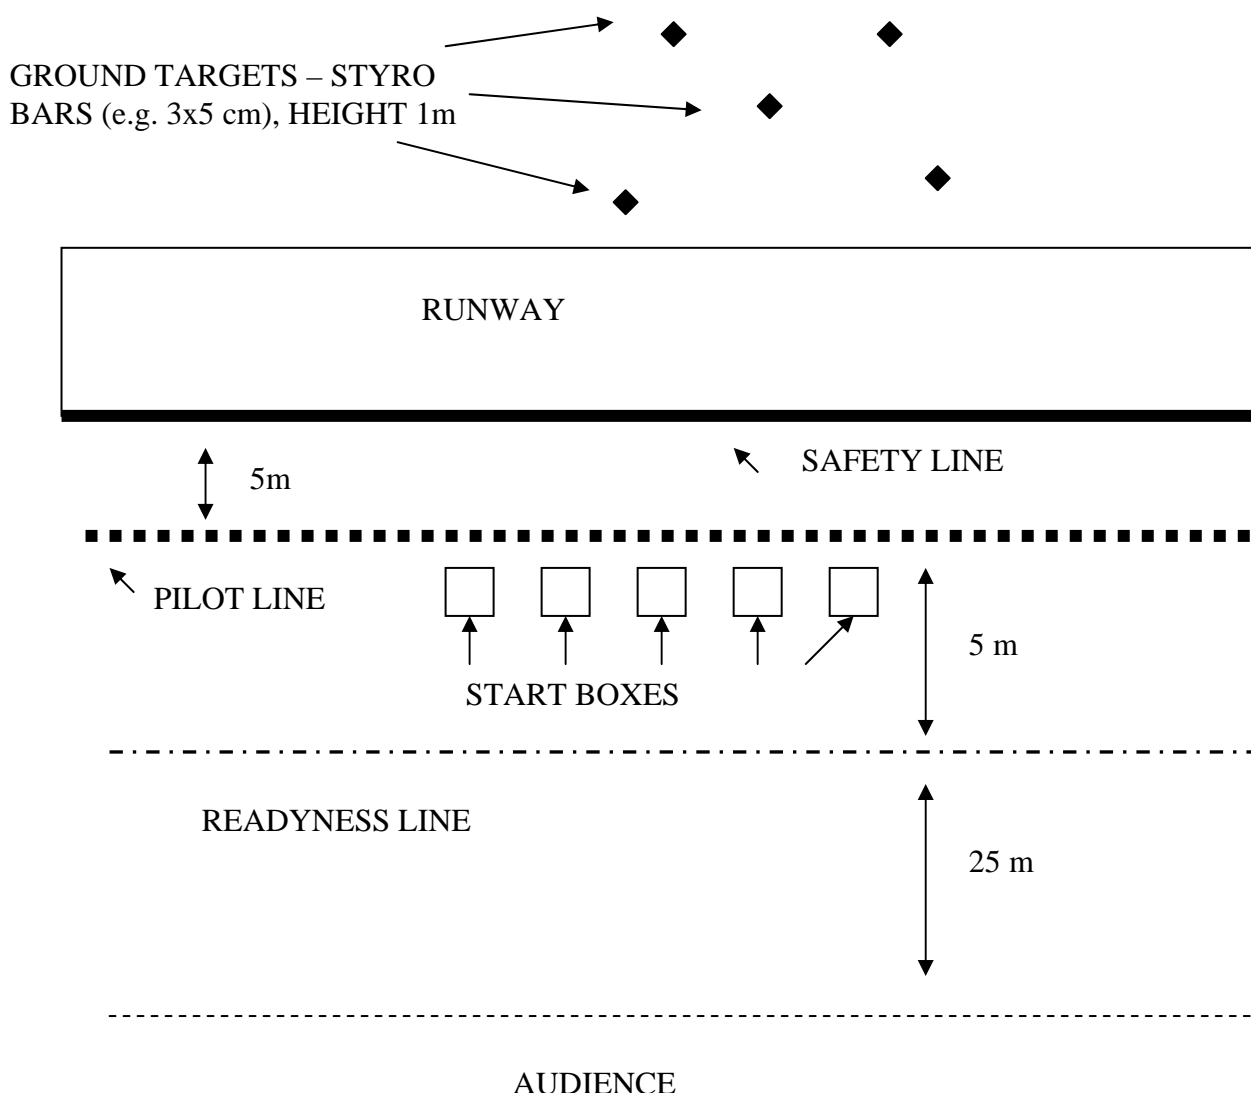 GROUND TARGETS – STYRO
BARS (e.g. 3x5 cm), HEIGHT 1m
RUNWAY
SAFETY LINE
5m
PILOT LINE
5 m
START BOXES
READYNESS LINE
25 m
AUDIENCE